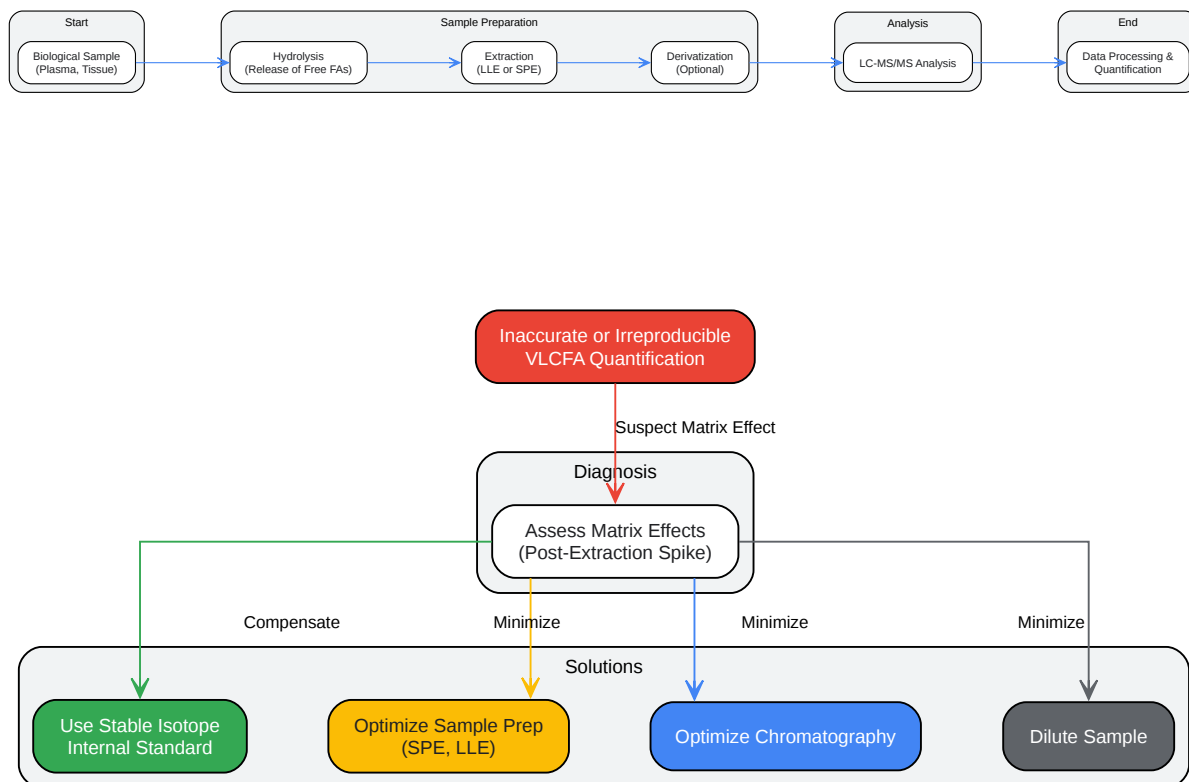 Start
Sample Preparation
Analysis
End
Biological Sample
(Plasma, Tissue)
Hydrolysis
(Release of Free FAs)
Extraction
(LLE or SPE)
Derivatization
(Optional)
LC-MS/MS Analysis
Data Processing &
Quantification
Inaccurate or Irreproducible
VLCFA Quantification
Suspect Matrix Effect
Diagnosis
Assess Matrix Effects
(Post-Extraction Spike)
Compensate
Minimize
Minimize
Minimize
Solutions
Use Stable Isotope
Internal Standard
Optimize Sample Prep
(SPE, LLE)
Optimize Chromatography
Dilute Sample